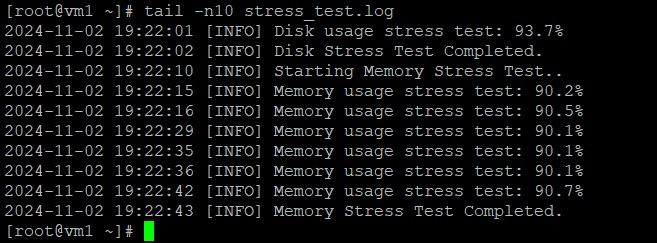 [root@vm1 ~]# tail -n10 stress_test.log
2024-11-02 19:22:01 [INFO] Disk usage stress test: 93.7%
2024-11-02 19:22:02 [INFO] Disk Stress Test Completed.
2024-11-02 19:22:10 [INFO] Starting Memory Stress Test..
2024-11-02 19:22:15 [INFO] Memory usage stress test: 90.2%
2024-11-02 19:22:16 [INFO] Memory usage stress test: 90.5%
2024-11-02 19:22:29 [INFO] Memory usage stress test: 90.1%
2024-11-02 19:22:35 [INFO] Memory usage stress test: 90.1%
2024-11-02 19:22:36 [INFO] Memory usage stress test: 90.1%
2024-11-02 19:22:42 [INFO] Memory usage stress test: 90.7%
2024-11-02 19:22:43 [INFO] Memory Stress Test Completed.
[root@vm1 ~]#